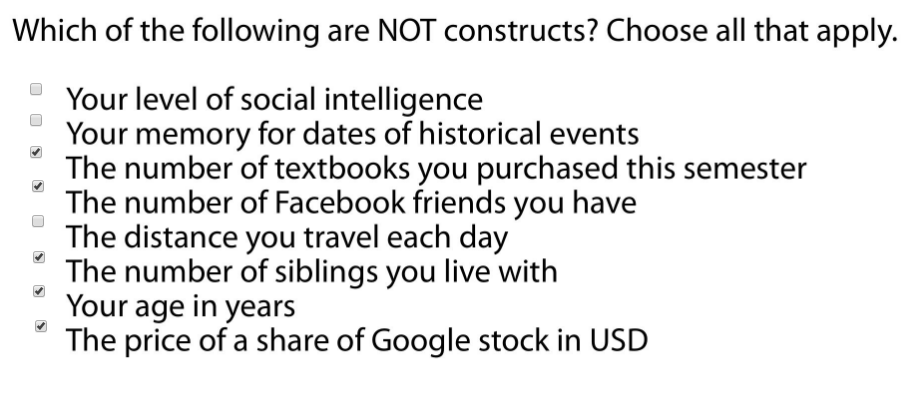 Which of the following are NOT constructs? Choose all that apply.
Your level of social intelligence
Your memory for dates of historical events
The number of textbooks you purchased this semester
The number of Facebook friends you have
The distance you travel each day
The number of siblings you live with
Your age in years
The price of a share of Google stock in USD